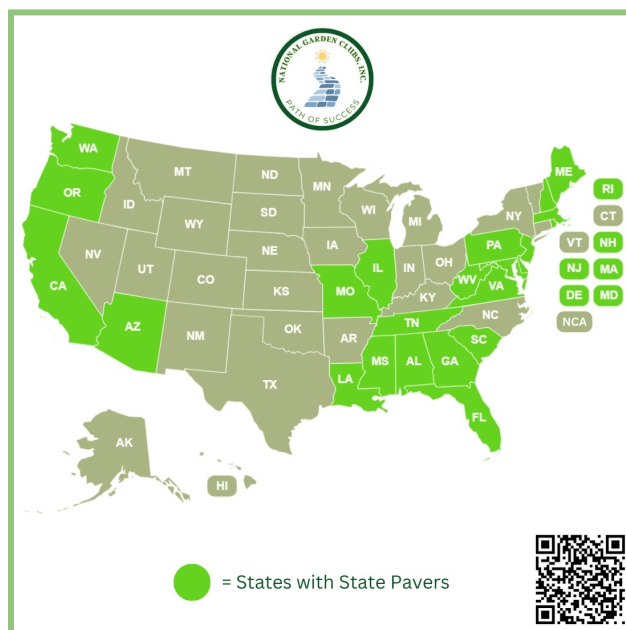 NATIONAL GARDEN CLUBS, INC.
PATH OF SUCCESS
WA
MT
ND
MN
ME
OR
ID
SD
WI
MI
NY
RI
WY
CT
IA
PA
VT
NH
NV
NE
IL
IN
OH
UT
CO
WV
NJ
MA
CA
KS
MO
KY
VA
DE
MD
AZ
NM
OK
AR
TN
NC
NCA
SC
TX
LA
MS
AL
GA
FL
AK
HI
= States with State Pavers